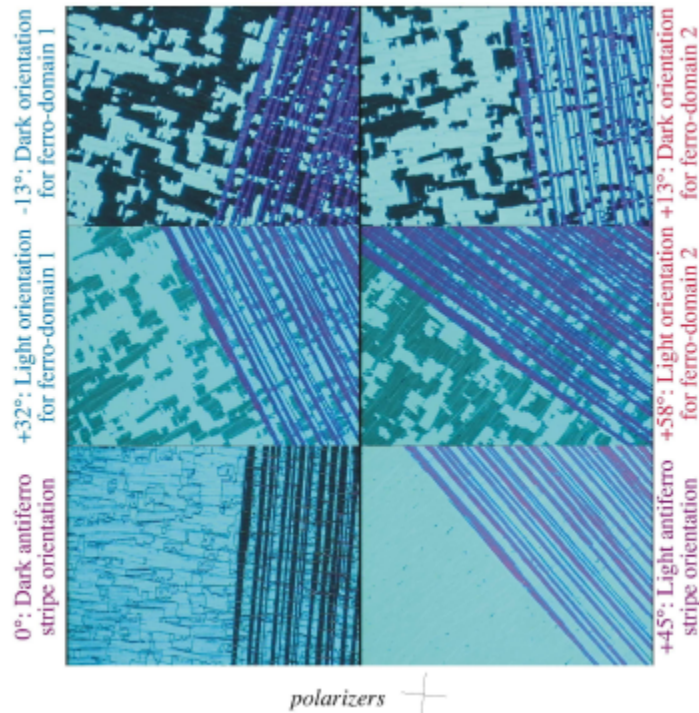 -13°: Dark orientation
for ferro-domain 1
+13°: Dark orientation
for ferro-domain 2
+32°: Light orientation
for ferro-domain 1
+58°: Light orientation
for ferro-domain 2
0°: Dark antiferro
stripe orientation
+45°: Light antiferro
stripe orientation
polarizers